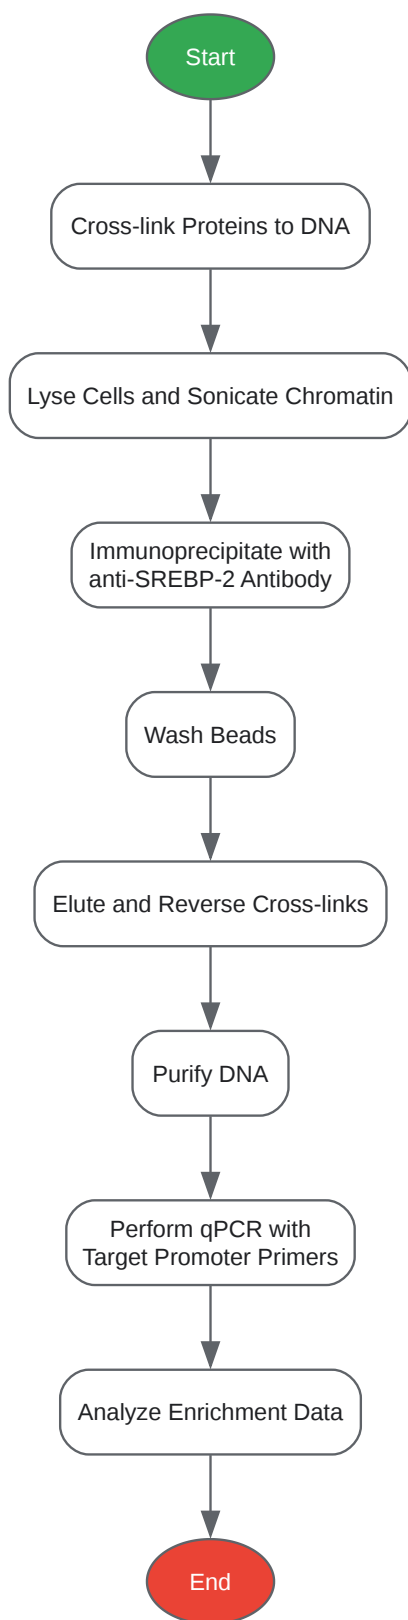 Start
Cross-link Proteins to DNA
Lyse Cells and Sonicate Chromatin
Immunoprecipitate with
anti-SREBP-2 Antibody
Wash Beads
Elute and Reverse Cross-links
Purify DNA
Perform qPCR with
Target Promoter Primers
Analyze Enrichment Data
End